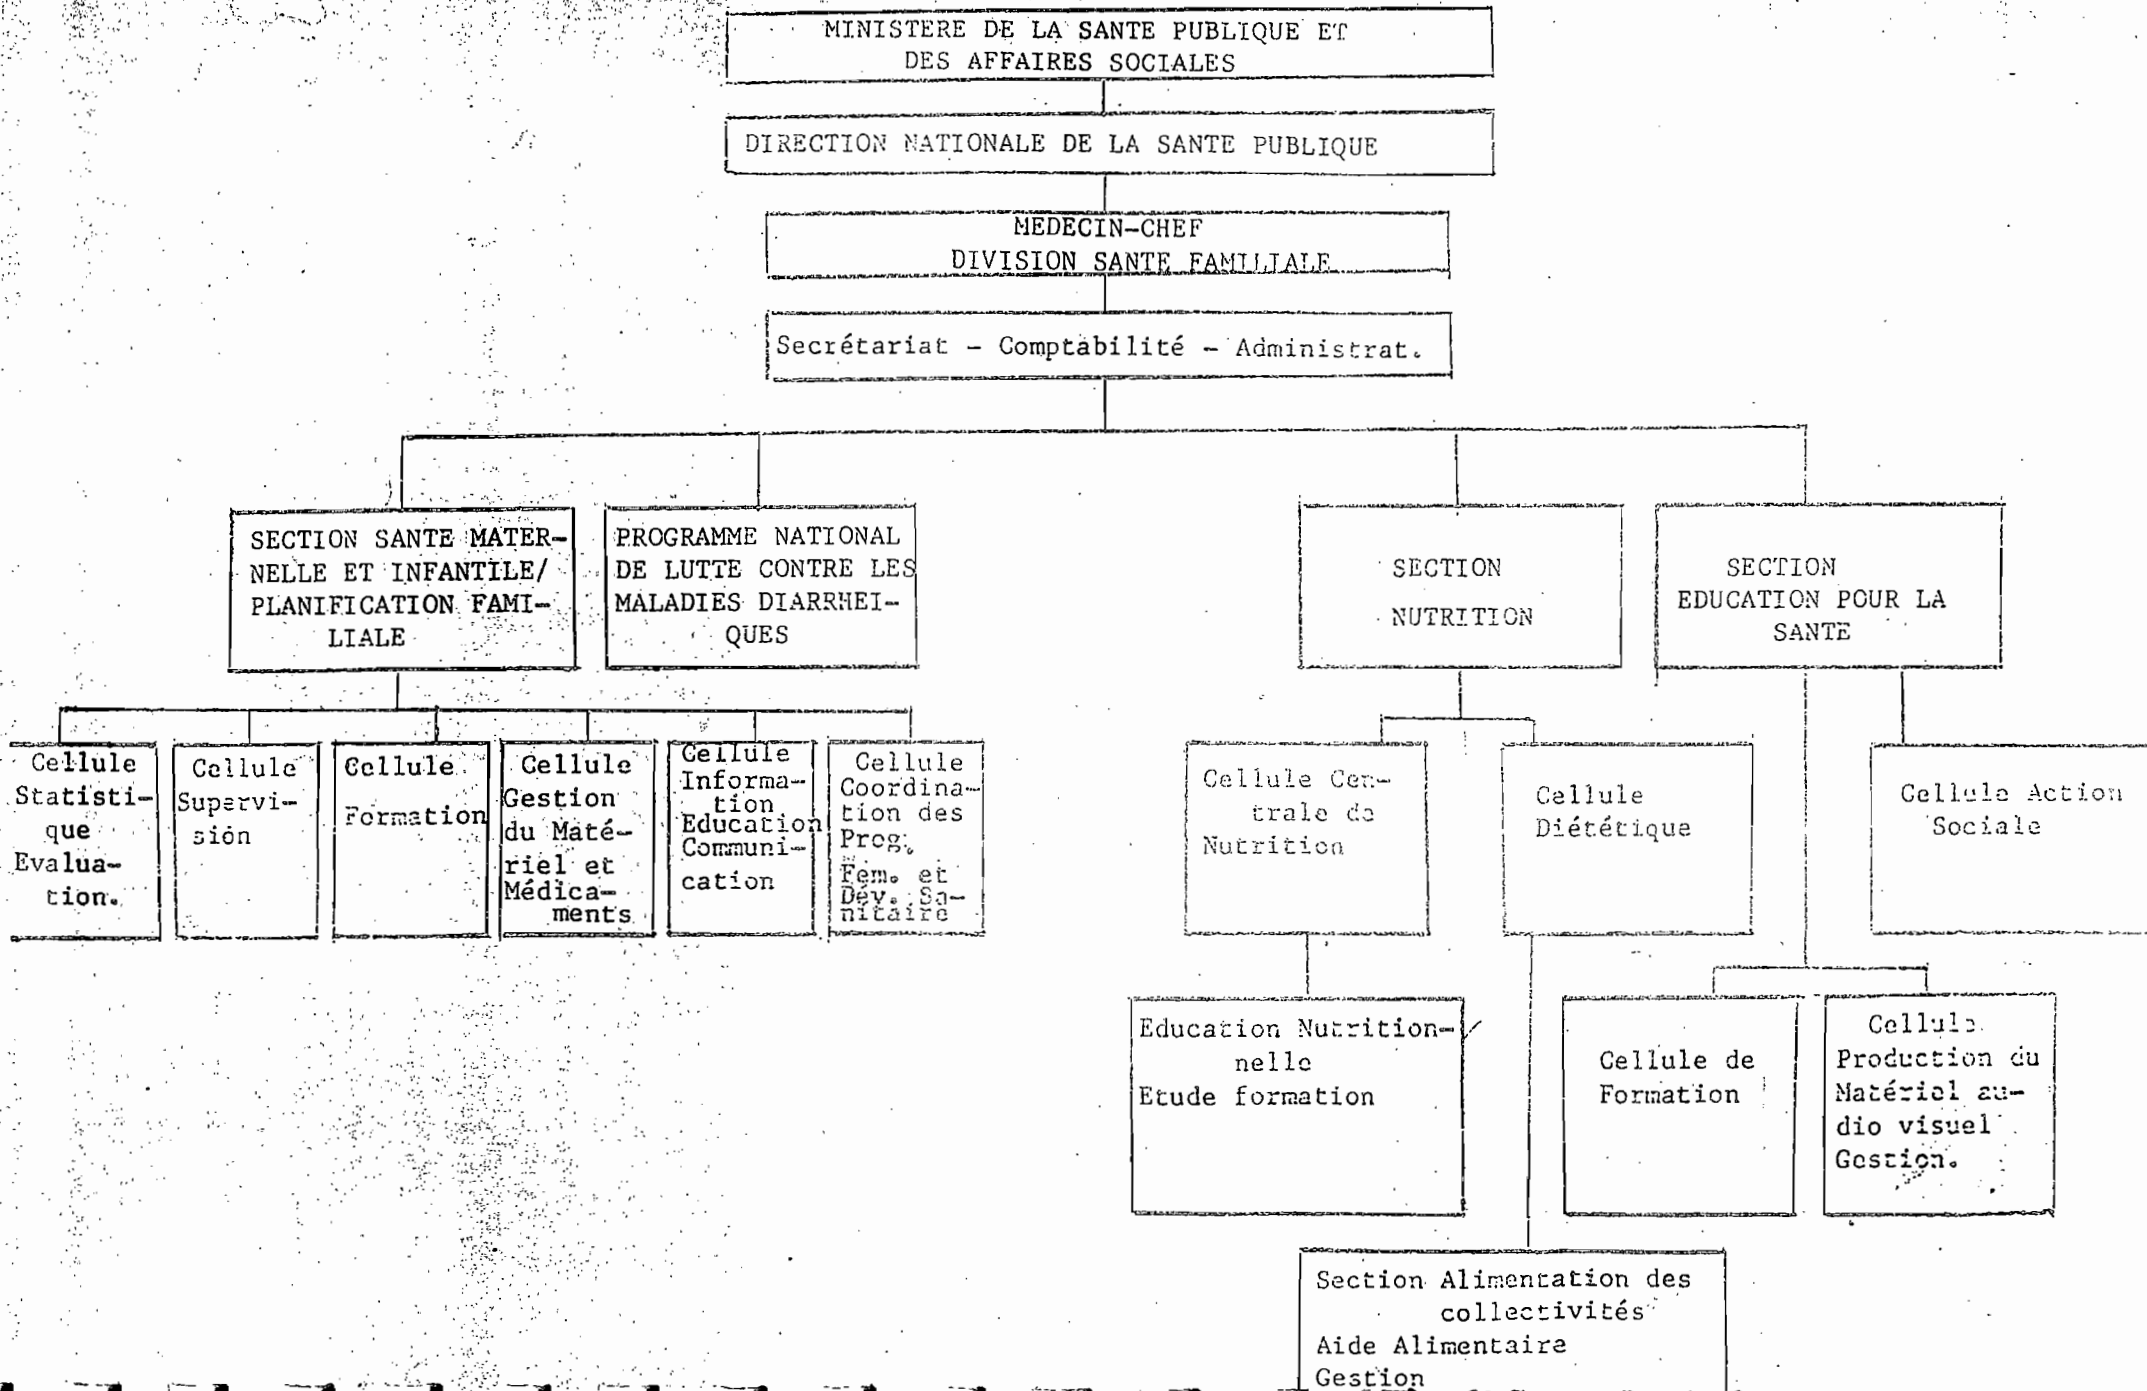 MINISTERE DE LA SANTE PUBLIQUE ET
DES AFFAIRES SOCIALES
DIRECTION NATIONALE DE LA SANTE PUBLIQUE
MEDECIN-CHEF
DIVISION SANTE FAMILIALE
Secrétariat - Comptabilité - Administrat.
SECTION SANTE MATER-
NELLE ET INFANTILE/
PLANIFICATION FAMI-
LIALE
PROGRAMME NATIONAL
DE LUTTE CONTRE LES
MALADIES DIARRHEI-
QUES
SECTION
NUTRITION
SECTION
EDUCATION POUR LA
SANTE
Cellule
Statisti-
que
Evalua-
tion.
Cellule
Supervi-
sion
Cellule
Formation
Cellule
Gestion
du Maté-
riel et
Médica-
ments
Cellule
Informa-
tion
Education
Communi-
cation
Cellule
Coordina-
tion des
Prog.
Fem. et
Dév. Sa-
nitaire
Cellule Cen-
trale de
Nutrition
Cellule
Diététique
Cellule Action
Sociale
Education Nutrition-
nelle
Etude formation
Cellule de
Formation
Cellule
Production du
Matériel au-
dio visuel
Gestion.
Section Alimentation des
collectivités
Aide Alimentaire
Gestion